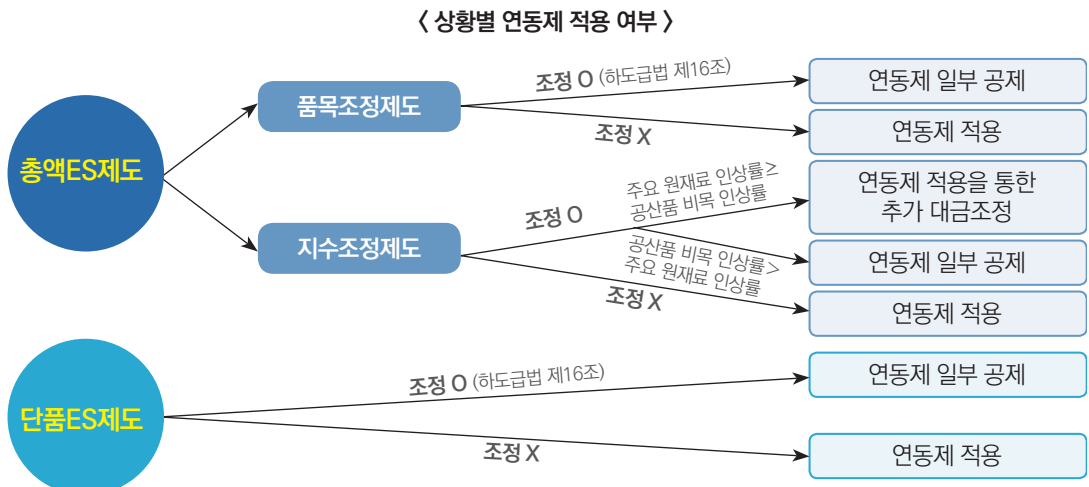 〈 상황별 연동제 적용 여부 〉
총액ES제도
품목조정제도
조정 O (하도급법 제16조)
연동제 일부 공제
조정 X
연동제 적용
지수조정제도
조정 O
주요 원재료 인상률≥
공산품 비목 인상률
연동제 적용을 통한
추가 대금조정
공산품 비목 인상률>
주요 원재료 인상률
연동제 일부 공제
조정 X
연동제 적용
단품ES제도
조정 O (하도급법 제16조)
연동제 일부 공제
조정 X
연동제 적용